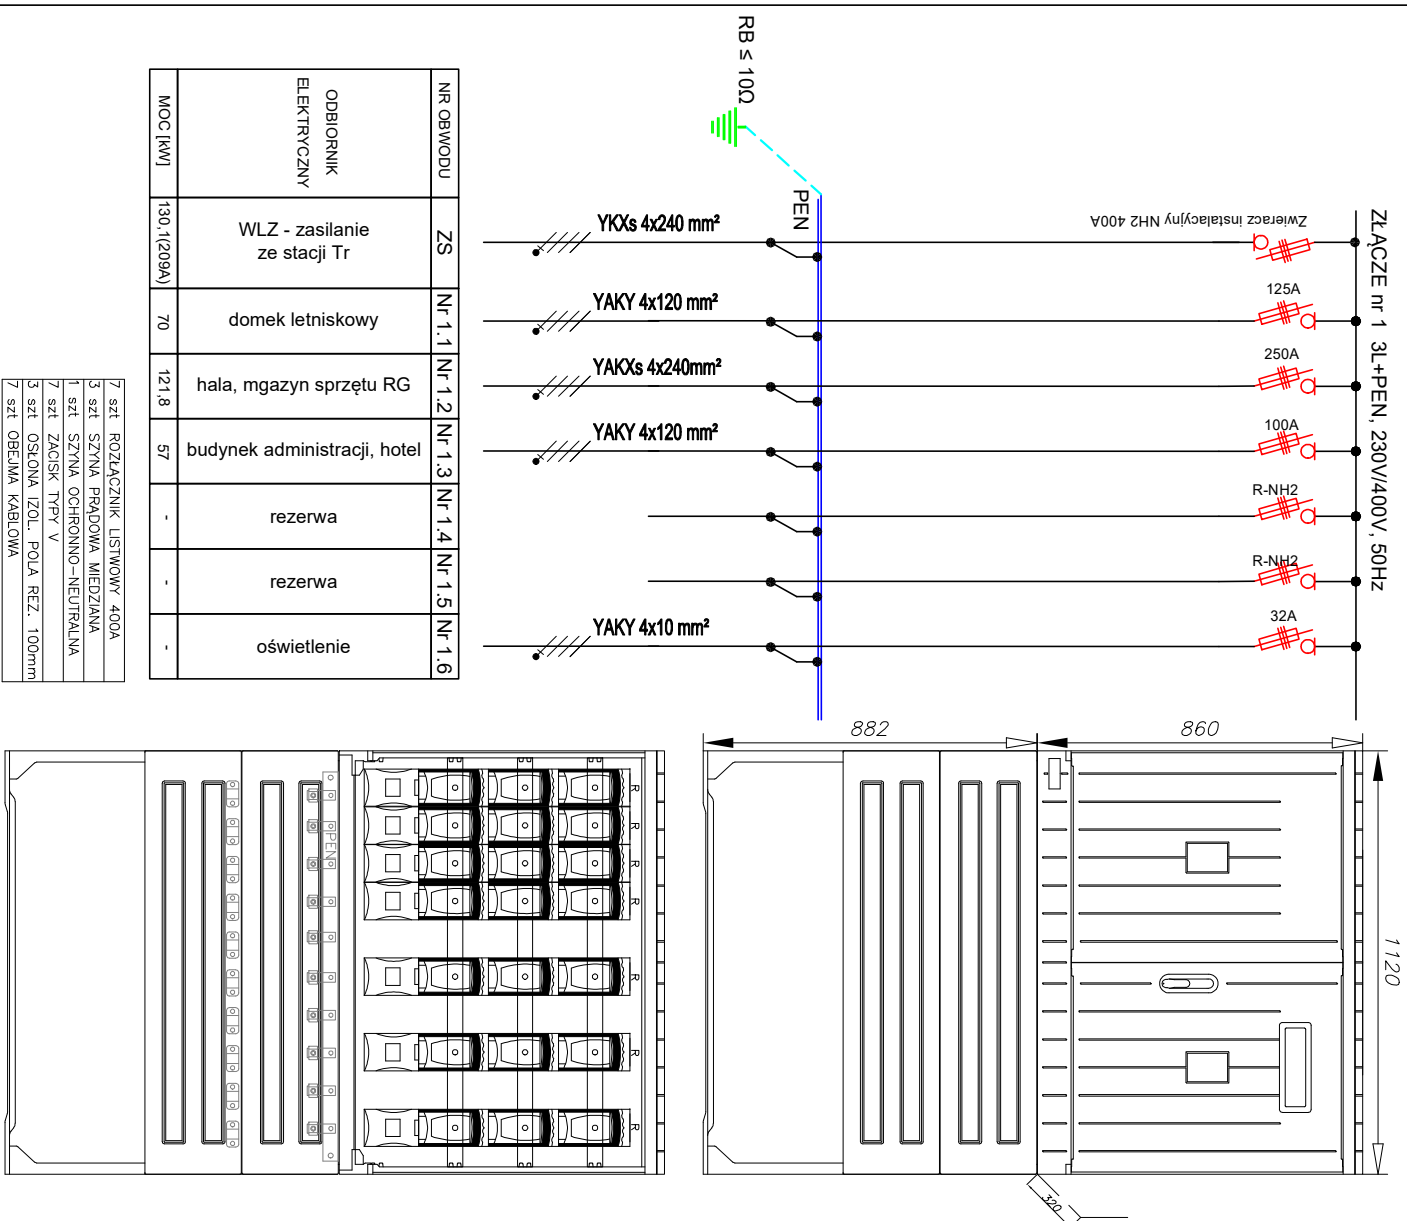 ZŁĄCZE nr 1  3L+PEN, 230V/400V, 50Hz
Zwieracz instalacyjny NH2 400A
125A
250A
100A
R-NH2
R-NH2
32A
RB ≤ 10Ω
PEN
YKXs 4x240 mm²
YAKY 4x120 mm²
YAKXs 4x240mm²
YAKY 4x120 mm²
YAKY 4x10 mm²
NR OBWODU
ZS
Nr 1.1
Nr 1.2
Nr 1.3
Nr 1.4
Nr 1.5
Nr 1.6
ODBIORNIK
ELEKTRYCZNY
WLZ - zasilanie
ze stacji Tr
domek letniskowy
hala, mgazyn sprzętu RG
budynek administracji, hotel
rezerwa
rezerwa
oświetlenie
MOC [kW]
130,1(209A)
70
121,8
57
-
-
-
7 szt ROZŁĄCZNIK LISTWOWY 400A
3 szt SZYNA PRĄDOWA MIEDZIANA
1 szt SZYNA OCHRONNO-NEUTRALNA
7 szt ZACISK TYPY V
3 szt OSŁONA IZOL. POLA REZ. 100mm
7 szt OBEJMA KABLOWA
882
860
1120
320
PEN
R
R
R
R
R
R
R